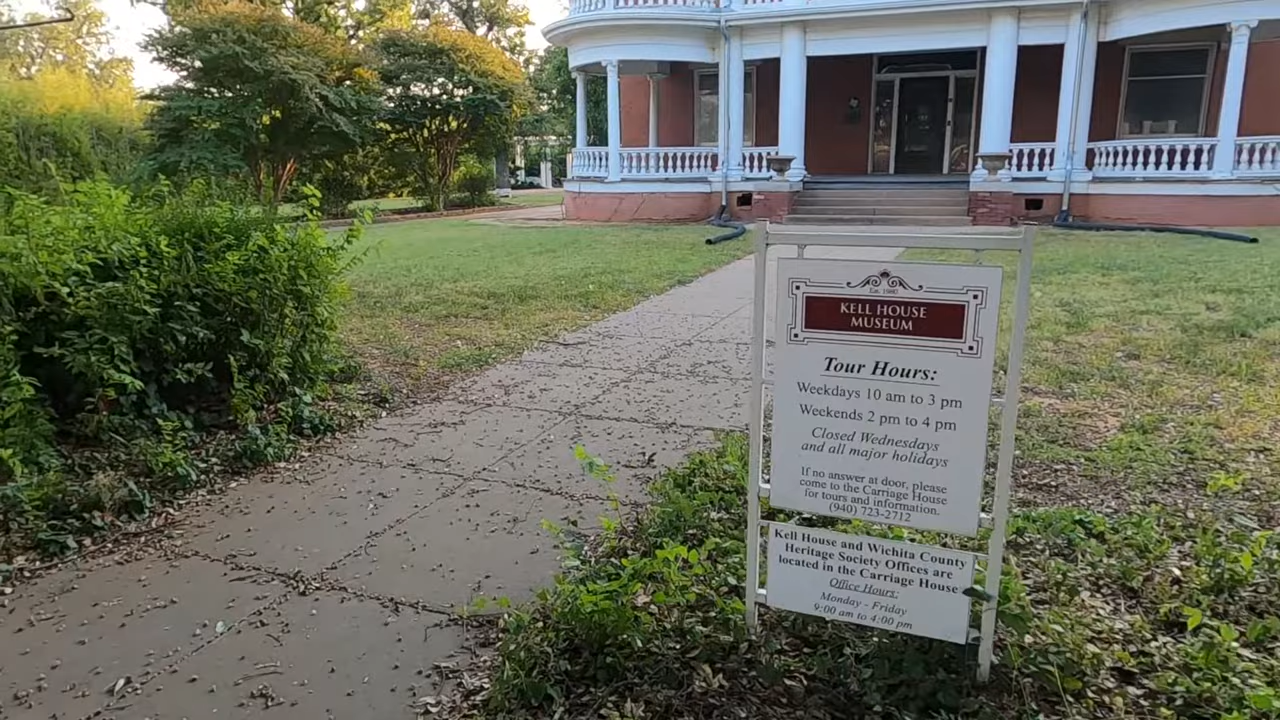 Est. 1980
KELL HOUSE
MUSEUM
Tour Hours:
Weekdays 10 am to 3 pm
Weekends 2 pm to 4 pm
Closed Wednesdays
and all major holidays
If no answer at door, please
come to the Carriage House
for tours and information.
(940) 723-2712
Kell House and Wichita County
Heritage Society Offices are
located in the Carriage House
Office Hours:
Monday - Friday
9:00 am to 4:00 pm